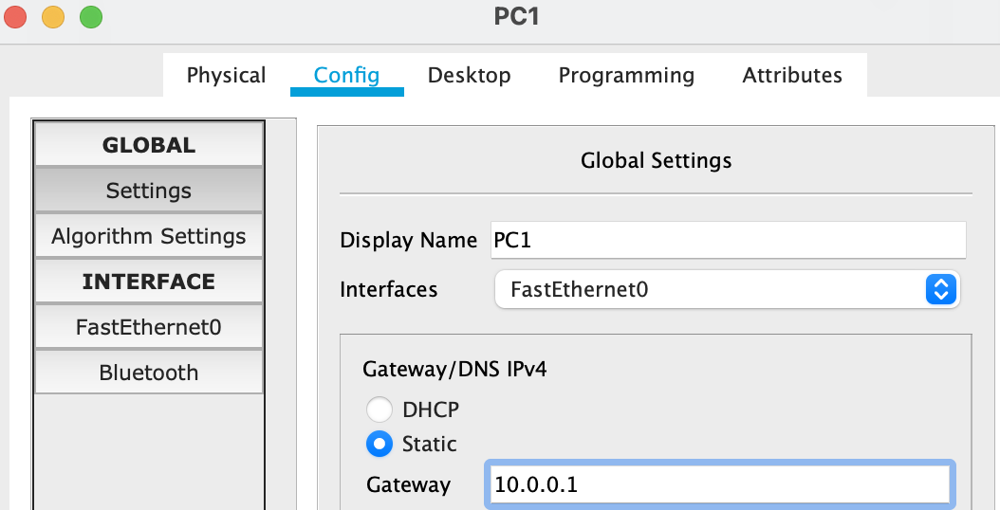 PC1
Physical Config Desktop Programming Attributes
GLOBAL
Settings
Algorithm Settings
INTERFACE
FastEthernet0
Bluetooth
Global Settings
Display Name PC1
Interfaces FastEthernet0
Gateway/DNS IPv4
DHCP
Static
Gateway 10.0.0.1